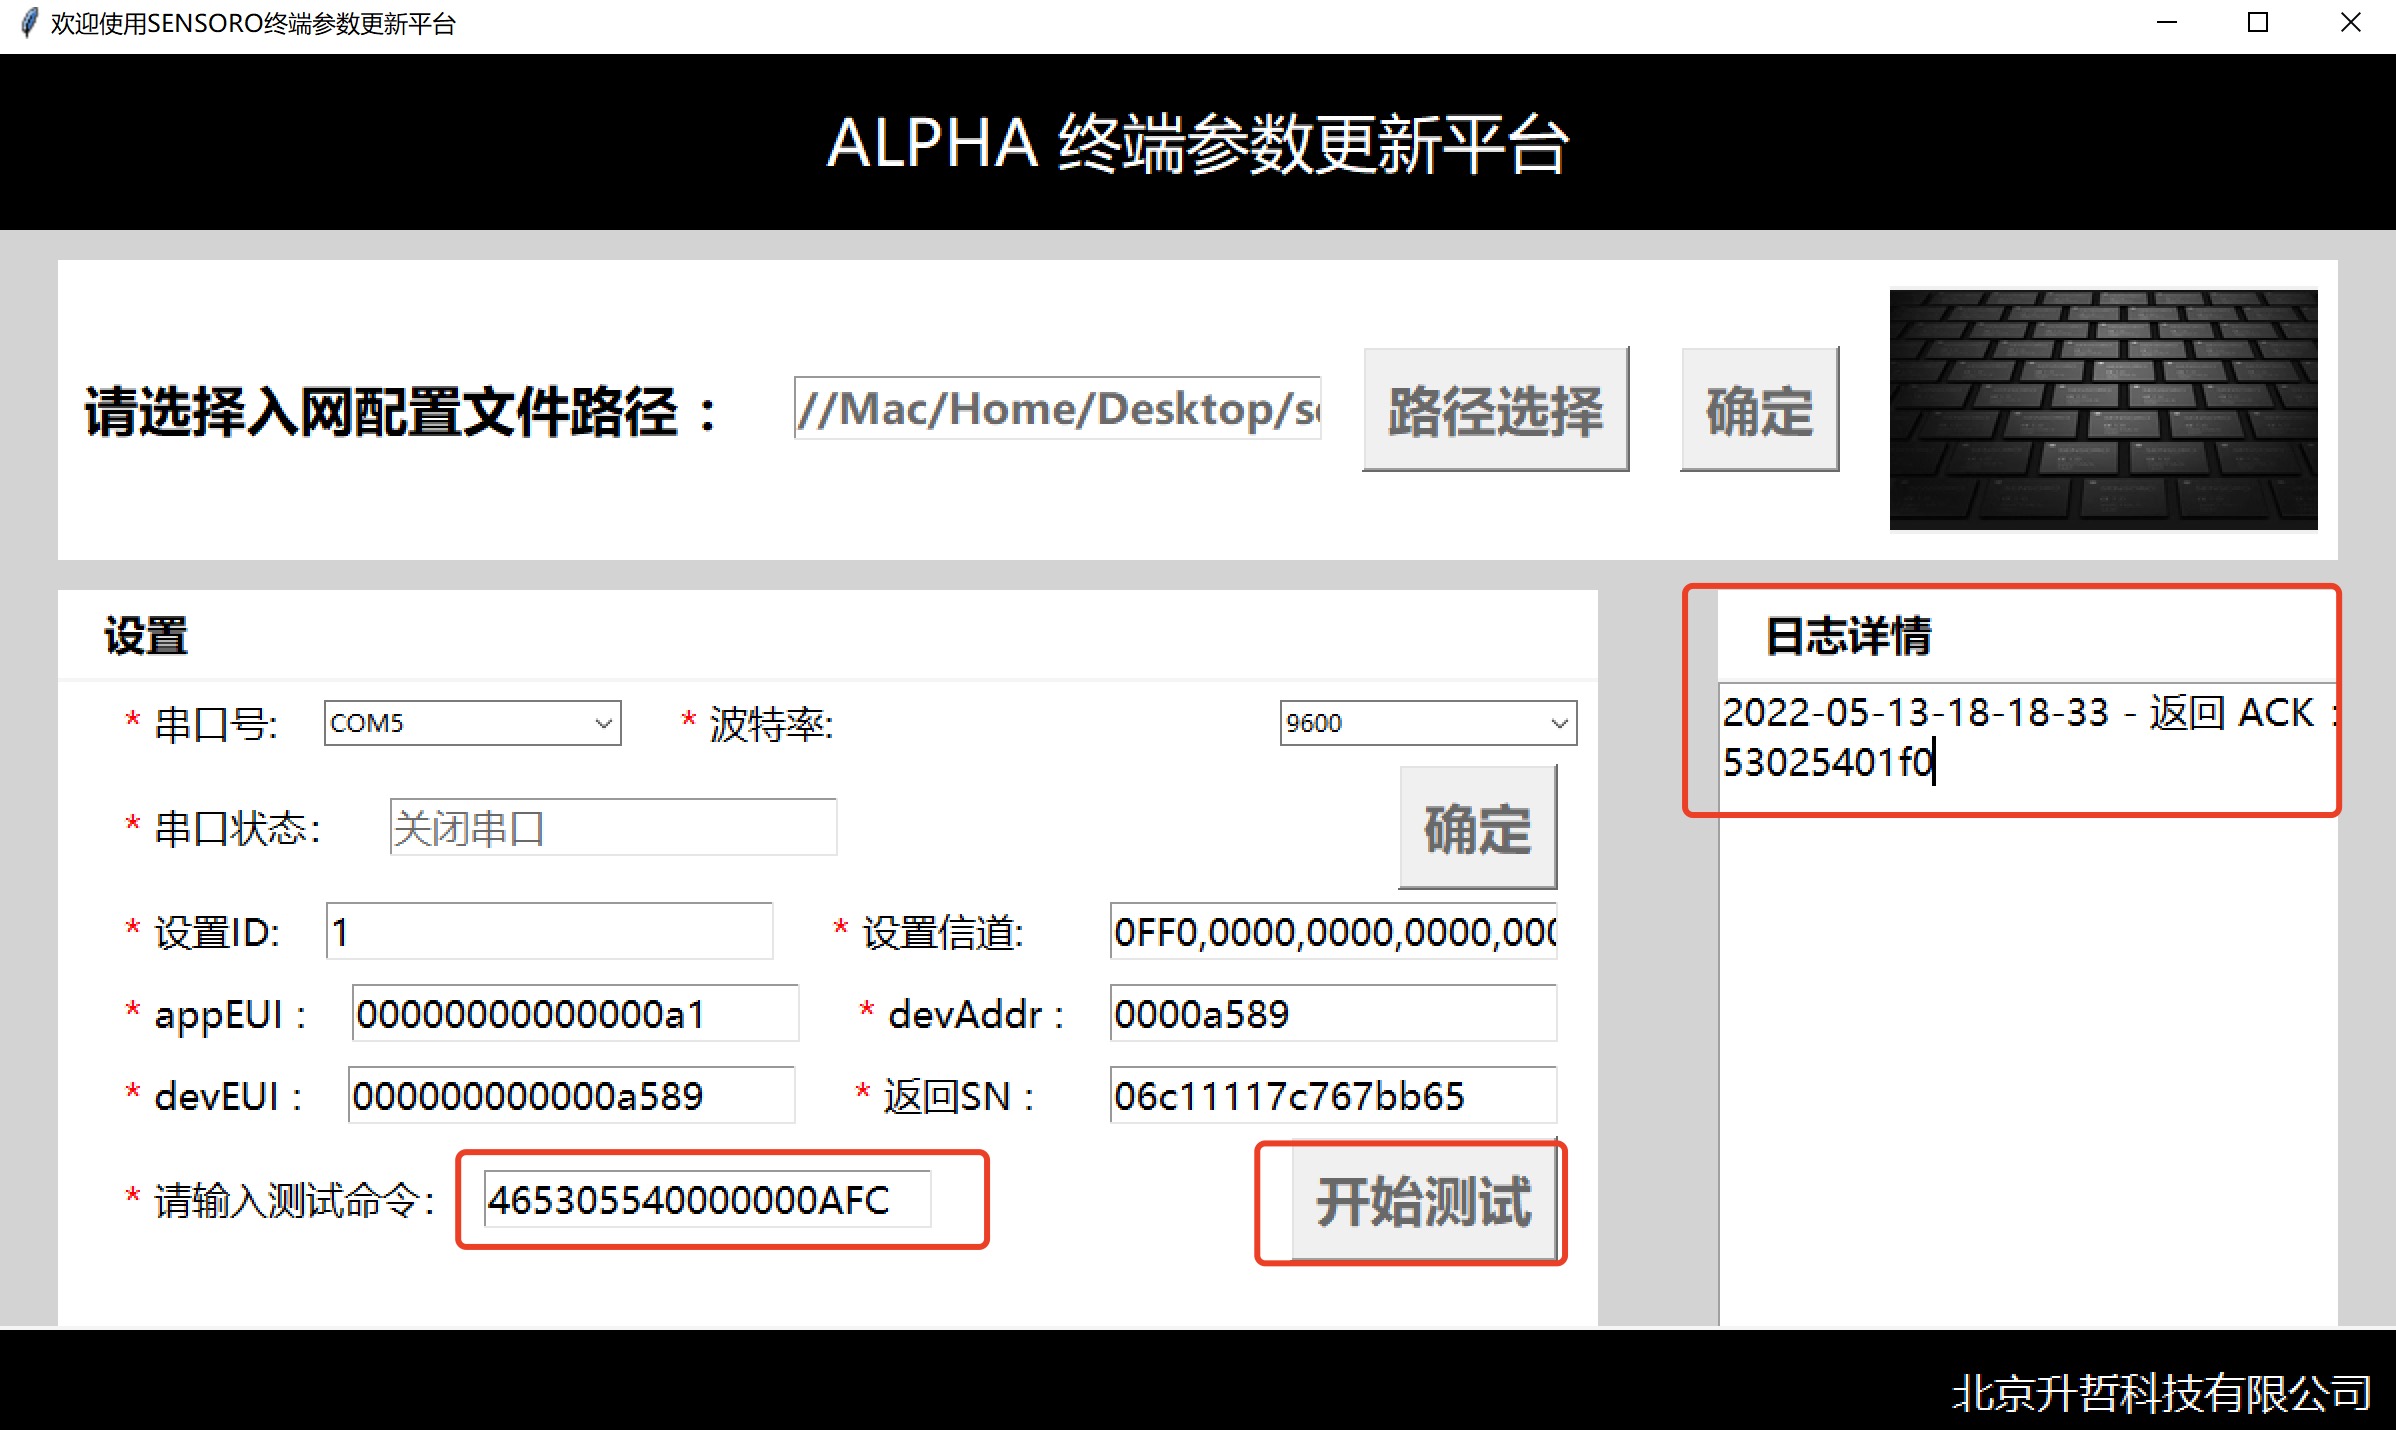 欢迎使用SENSORO终端参数更新平台
ALPHA 终端参数更新平台
请选择入网配置文件路径： //Mac/Home/Desktop/s 路径选择 确定
设置
* 串口号: COM5 * 波特率: 9600
* 串口状态: 关闭串口 确定
* 设置ID: 1 * 设置信道: 0FF0,0000,0000,0000,000
* appEUI : 00000000000000a1 * devAddr : 0000a589
* devEUI : 000000000000a589 * 返回SN : 06c11117c767bb65
* 请输入测试命令: 465305540000000AFC 开始测试
日志详情
2022-05-13-18-18-33 - 返回 ACK :
53025401f0
北京升哲科技有限公司